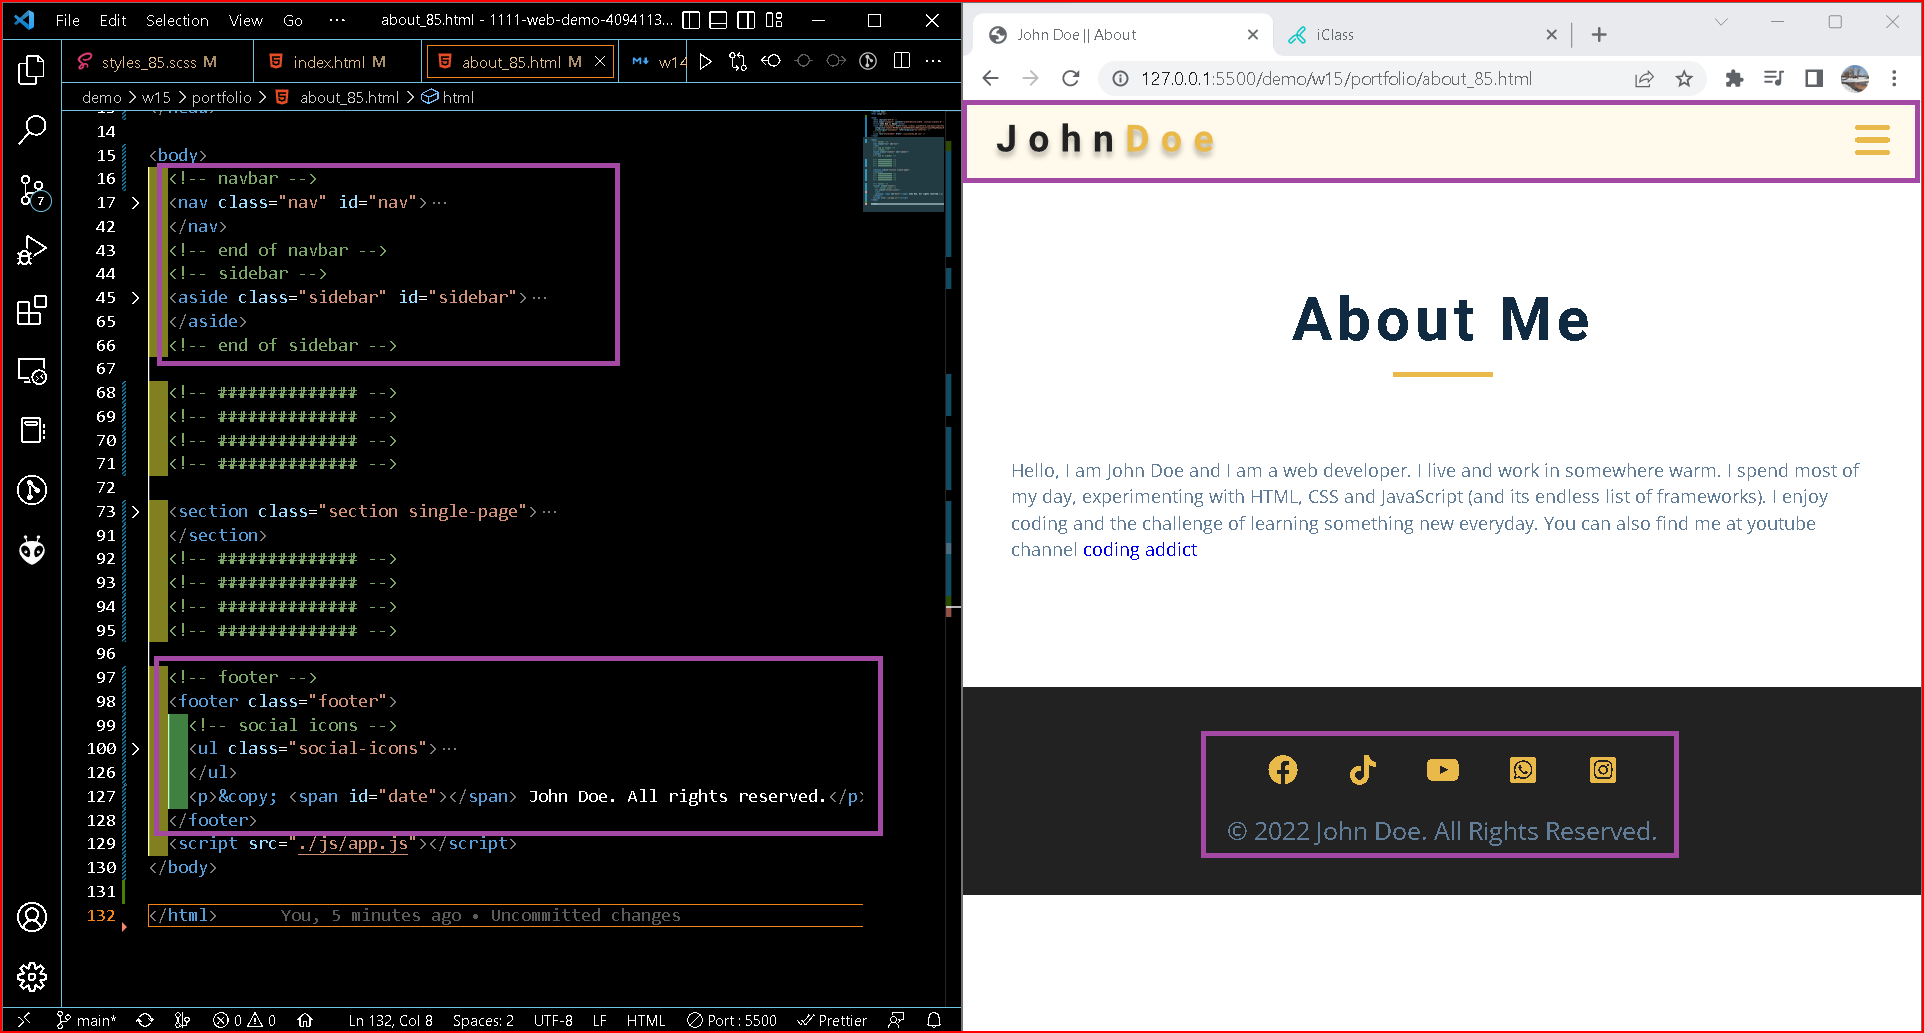 File Edit Selection View Go ··· about_85.html - 1111-web-demo-4094113...
styles_85.scss M index.html M about_85.html M w14
demo > w15 > portfolio > about_85.html > html
14
15 <body>
16 <!-- navbar -->
17 <nav class="nav" id="nav">···
42 </nav>
43 <!-- end of navbar -->
44 <!-- sidebar -->
45 <aside class="sidebar" id="sidebar">···
65 </aside>
66 <!-- end of sidebar -->
67
68 <!-- ############## -->
69 <!-- ############## -->
70 <!-- ############## -->
71 <!-- ############## -->
72
73 <section class="section single-page">···
91 </section>
92 <!-- ############## -->
93 <!-- ############## -->
94 <!-- ############## -->
95 <!-- ############## -->
96
97 <!-- footer -->
98 <footer class="footer">
99 <!-- social icons -->
100 <ul class="social-icons">···
126 </ul>
127 <p>&copy; <span id="date"></span> John Doe. All rights reserved.</p>
128 </footer>
129 <script src="./js/app.js"></script>
130 </body>
131
132 </html> You, 5 minutes ago • Uncommitted changes
7
main* 0 0 Ln 132, Col 8 Spaces: 2 UTF-8 LF HTML Port : 5500 Prettier
John Doe || About iClass
127.0.0.1:5500/demo/w15/portfolio/about_85.html
JohnDoe
About Me
Hello, I am John Doe and I am a web developer. I live and work in somewhere warm. I spend most of
my day, experimenting with HTML, CSS and JavaScript (and its endless list of frameworks). I enjoy
coding and the challenge of learning something new everyday. You can also find me at youtube
channel coding addict
© 2022 John Doe. All Rights Reserved.